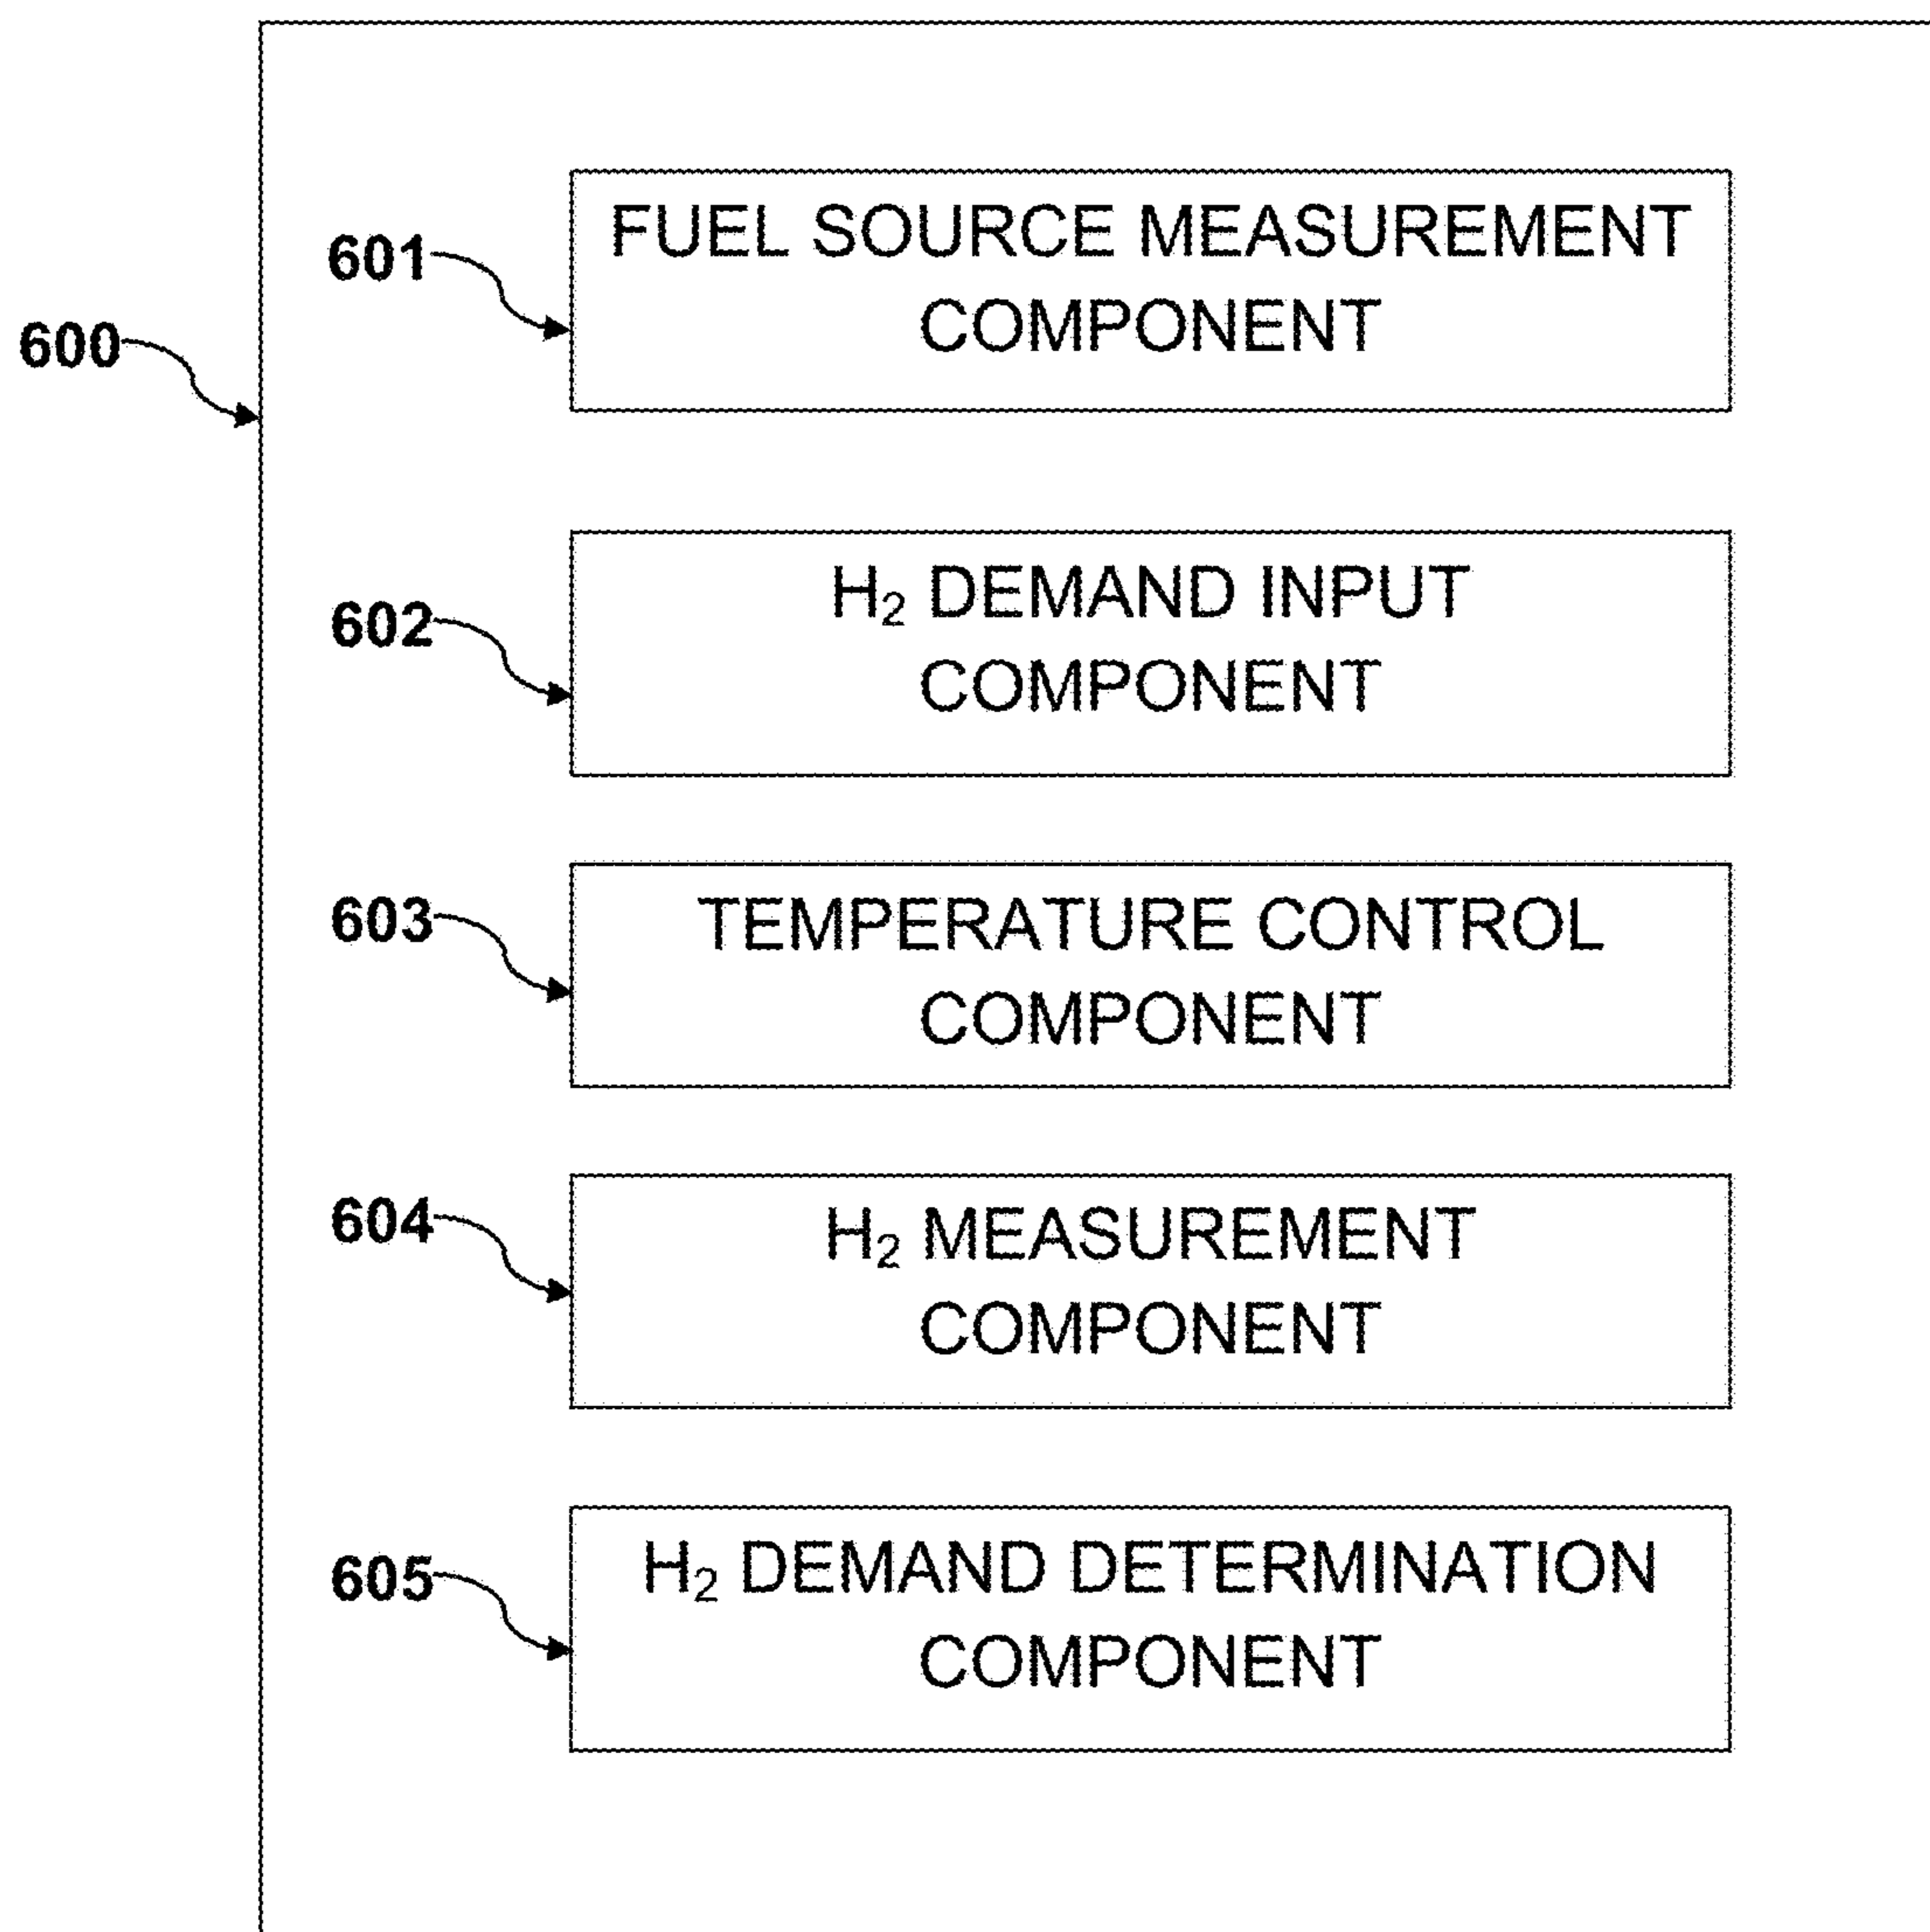 FUEL SOURCE MEASUREMENT
601
COMPONENT
600
H₂ DEMAND INPUT
602
COMPONENT
603
TEMPERATURE CONTROL
COMPONENT
604
H₂ MEASUREMENT
COMPONENT
605
H₂ DEMAND DETERMINATION
COMPONENT